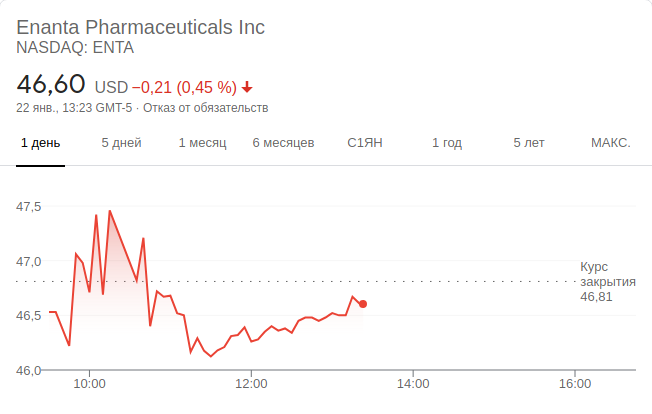 Enanta Pharmaceuticals Inc
NASDAQ: ENTA
46,60 USD −0,21 (0,45 %)
22 янв., 13:23 GMT-5 · Отказ от обязательств
1 день 5 дней 1 месяц 6 месяцев С1ЯН 1 год 5 лет МАКС.
47,5
47,0
Курс
закрытия
46,81
46,5
46,0
10:00 12:00 14:00 16:00